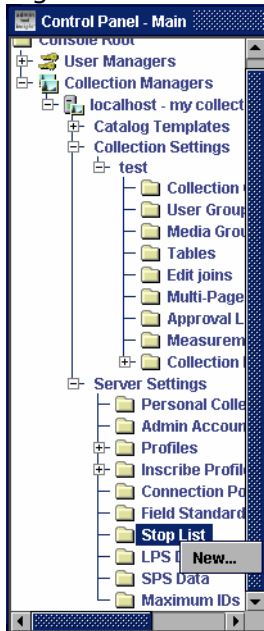 Control Panel - Main
Console Root
User Managers
Collection Managers
localhost - my collect
Catalog Templates
Collection Settings
test
Collection
User Group
Media Grou
Tables
Edit joins
Multi-Page
Approval L
Measurem
Collection
Server Settings
Personal Colle
Admin Accoun
Profiles
Inscribe Profil
Connection Po
Field Standard
Stop List
LPS D
New...
SPS Data
Maximum IDs